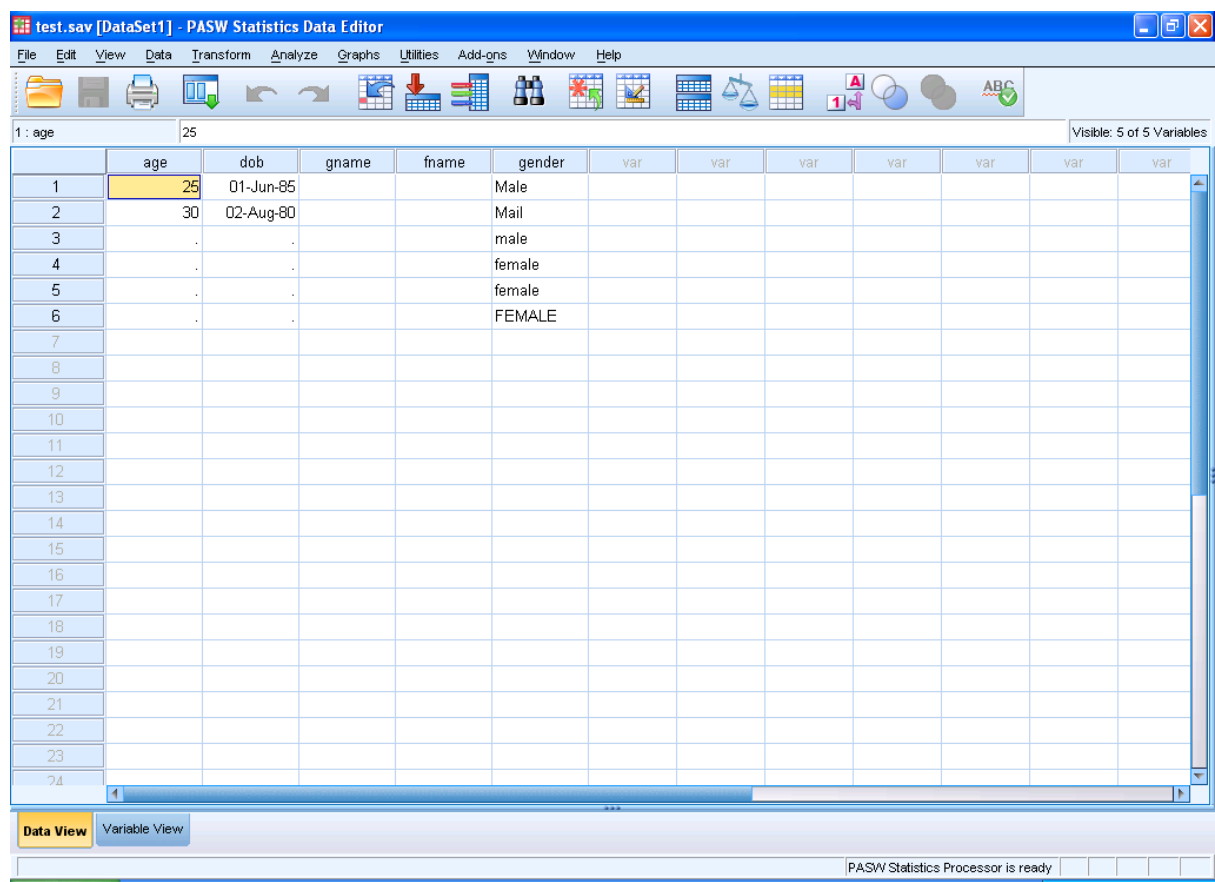 test.sav [DataSet1] - PASW Statistics Data Editor
File Edit View Data Transform Analyze Graphs Utilities Add-ons Window Help
A 1 ABC
1 : age 25 Visible: 5 of 5 Variables
age dob gname fname gender var var var var var var var
1 25 01-Jun-85 Male
2 30 02-Aug-80 Mail
3 . . male
4 . . female
5 . . female
6 . . FEMALE
7
8
9
10
11
12
13
14
15
16
17
18
19
20
21
22
23
24
Data View Variable View
PASW Statistics Processor is ready